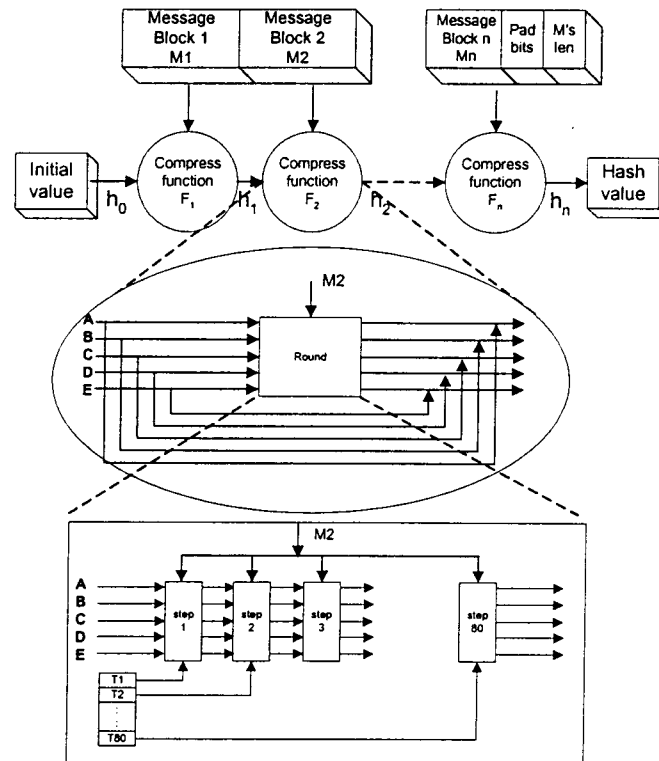 Message
Block 1
M1
Message
Block 2
M2
Message
Block n
Mn
Pad
bits
M's
len
Initial
value
h0
Compress
function
F1
h1
Compress
function
F2
h2
Compress
function
Fn
hn
Hash
value
M2
A
B
C
D
E
Round
M2
A
B
C
D
E
step
1
step
2
step
3
step
80
T1
T2
T80